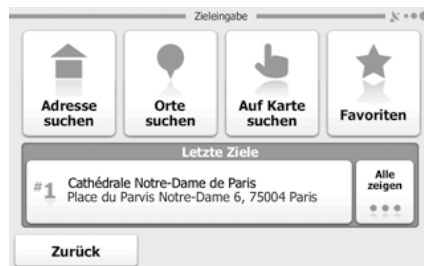 Zieleingabe
Adresse suchen
Orte suchen
Auf Karte suchen
Favoriten
Letzte Ziele
#1 Cathédrale Notre-Dame de Paris
Place du Parvis Notre-Dame 6, 75004 Paris
Alle zeigen
Zurück